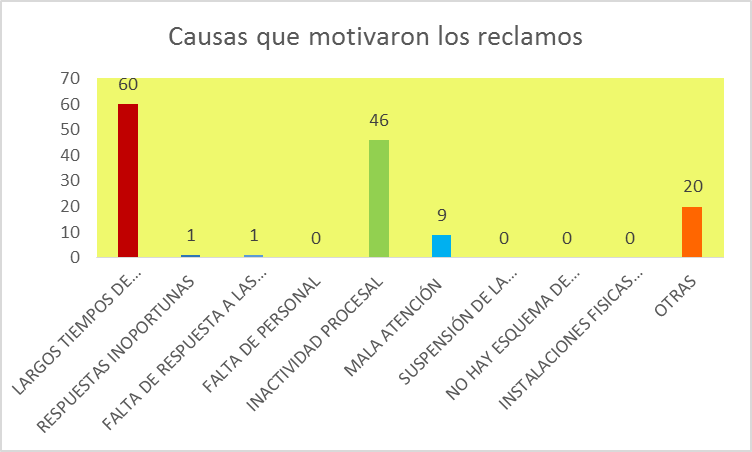 Causas que motivaron los reclamos
70
60
50
40
30
20
10
0
60
1
1
0
46
9
0
0
0
20
LARGOS TIEMPOS DE...
RESPUESTAS INOPORTUNAS
FALTA DE RESPUESTA A LAS...
FALTA DE PERSONAL
INACTIVIDAD PROCESAL
MALA ATENCIÓN
SUSPENSIÓN DE LA...
NO HAY ESQUEMA DE...
INSTALACIONES FISICAS...
OTRAS